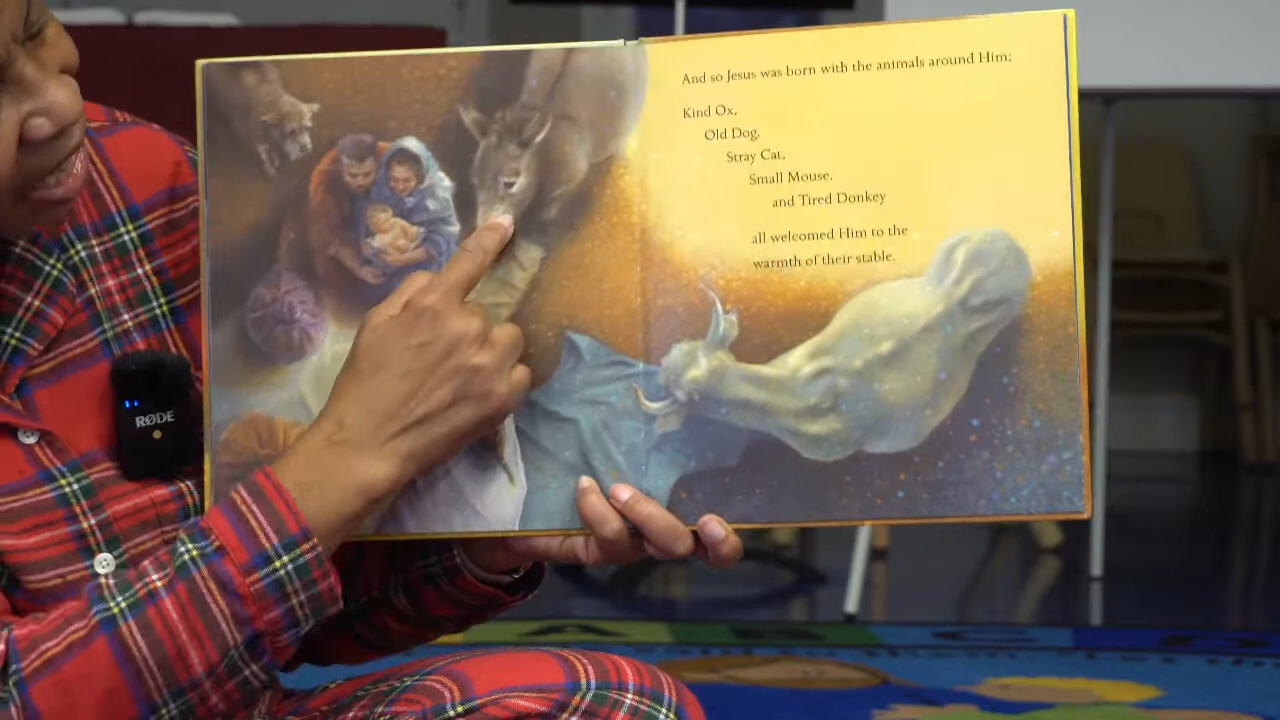 And so Jesus was born with the animals around Him:
Kind Ox,
Old Dog,
Stray Cat,
Small Mouse,
and Tired Donkey
all welcomed Him to the
warmth of their stable.
RØDE
A B C